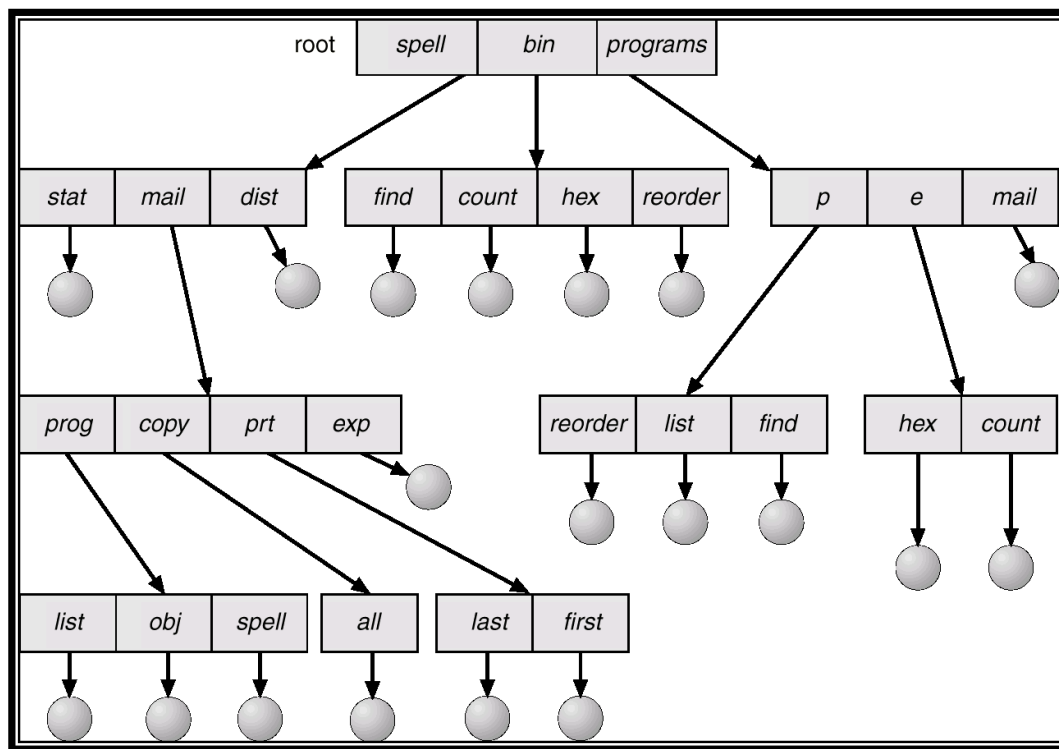 root spell bin programs
stat mail dist find count hex reorder p e mail
prog copy prt exp reorder list find hex count
list obj spell all last first